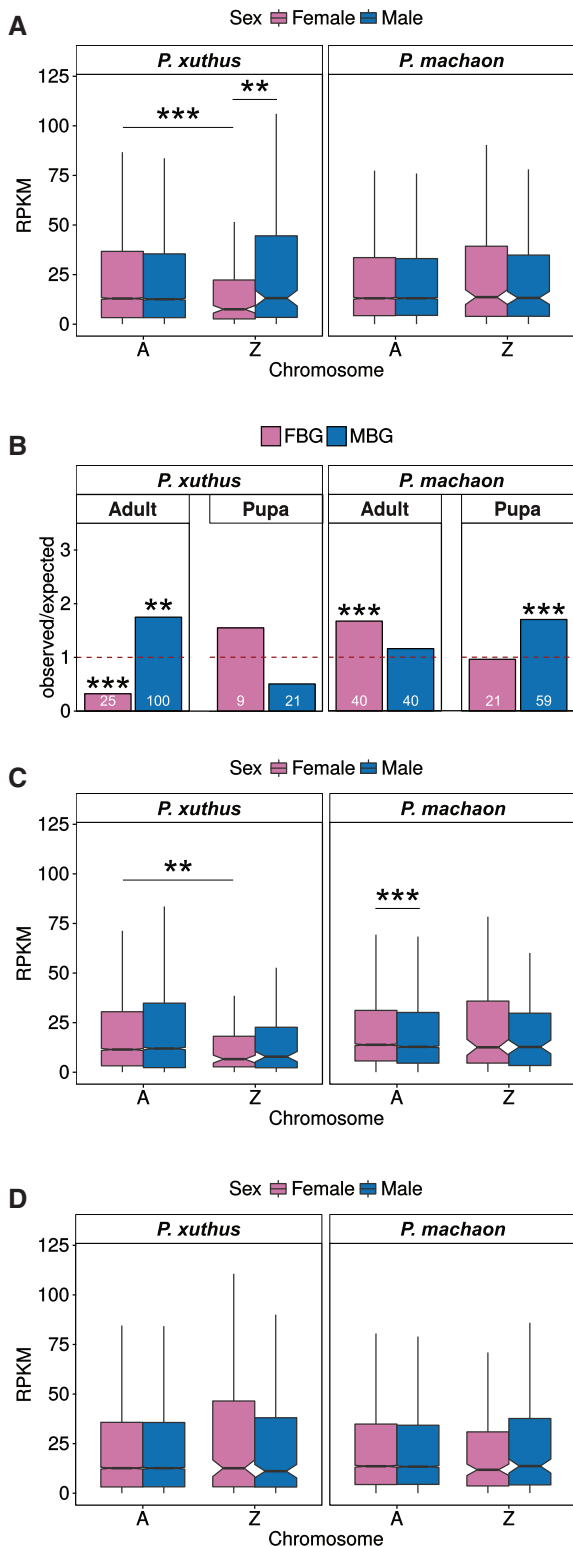 A
Sex Female Male
P. xuthus P. machaon
125
100
75
50
25
0
RPKM
*** **
A Z A Z
Chromosome
B
FBG MBG
P. xuthus P. machaon
Adult Pupa Adult Pupa
3
2
1
0
observed/expected
*** ** *** ***
25 100 9 21 40 40 21 59
C
Sex Female Male
P. xuthus P. machaon
125
100
75
50
25
0
RPKM
** ***
A Z A Z
Chromosome
D
Sex Female Male
P. xuthus P. machaon
125
100
75
50
25
0
RPKM
A Z A Z
Chromosome